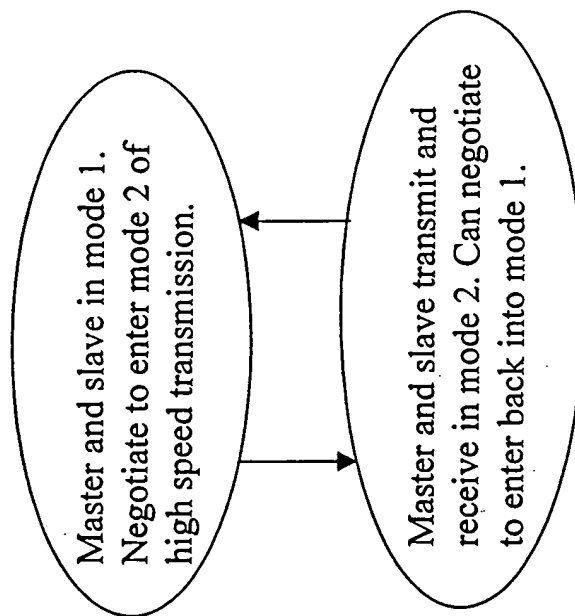 Master and slave in mode 1.
Negotiate to enter mode 2 of
high speed transmission.
Master and slave transmit and
receive in mode 2. Can negotiate
to enter back into mode 1.